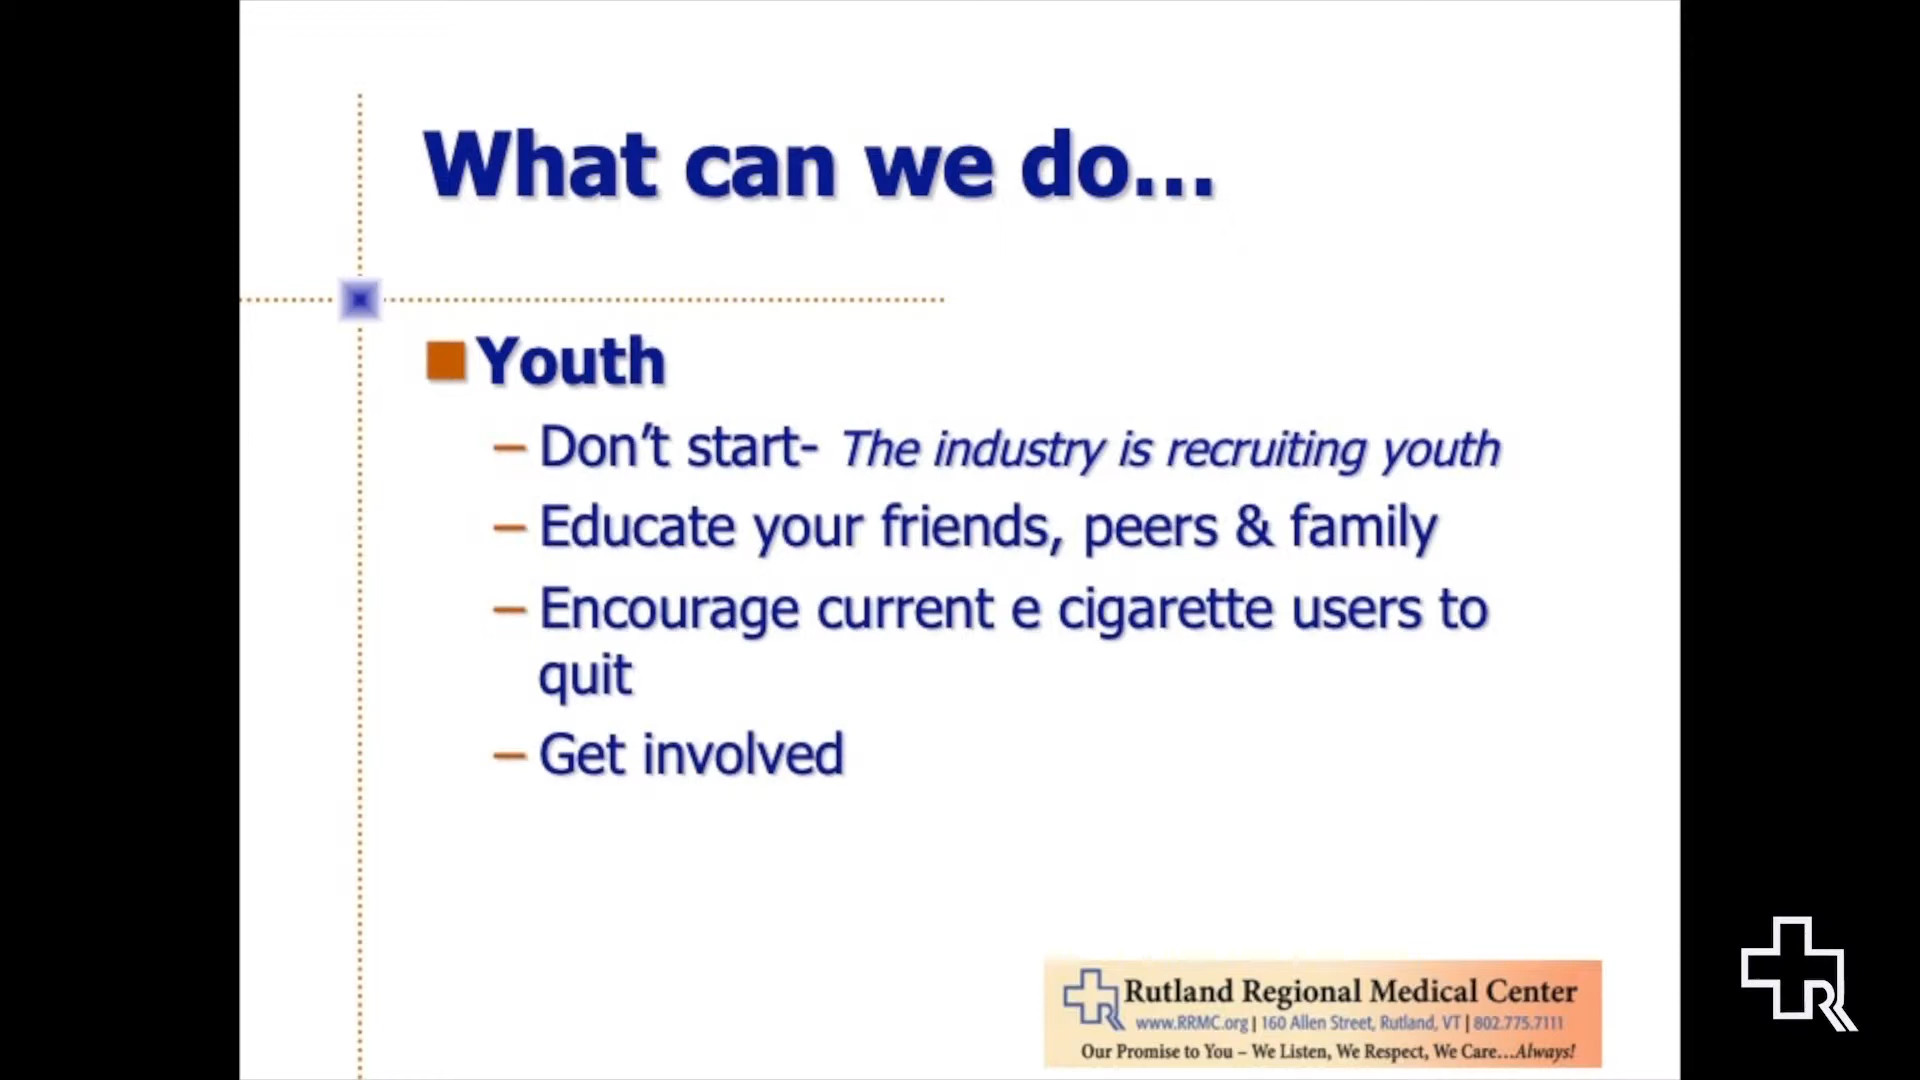 What can we do...
Youth
– Don’t start- The industry is recruiting youth
– Educate your friends, peers & family
– Encourage current e cigarette users to
quit
– Get involved
Rutland Regional Medical Center
www.RRMC.org | 160 Allen Street, Rutland, VT | 802.775.7111
Our Promise to You – We Listen, We Respect, We Care...Always!